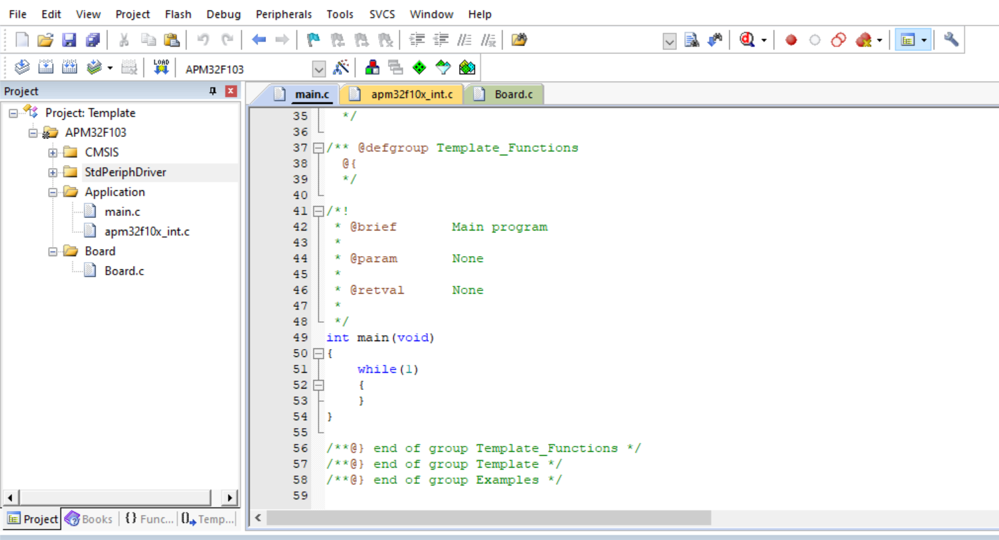 File Edit View Project Flash Debug Peripherals Tools SVCS Window Help
LOAD APM32F103
Project
main.c apm32f10x_int.c Board.c
Project: Template
APM32F103
CMSIS
StdPeriphDriver
Application
main.c
apm32f10x_int.c
Board
Board.c
Project Books {} Func... Temp...
35 */
36
37 /** @defgroup Template_Functions
38 @{
39 */
40
41 /*!
42 * @brief Main program
43 *
44 * @param None
45 *
46 * @retval None
47 *
48 */
49 int main(void)
50 {
51 while(1)
52 {
53 }
54 }
55
56 /**@} end of group Template_Functions */
57 /**@} end of group Template */
58 /**@} end of group Examples */
59